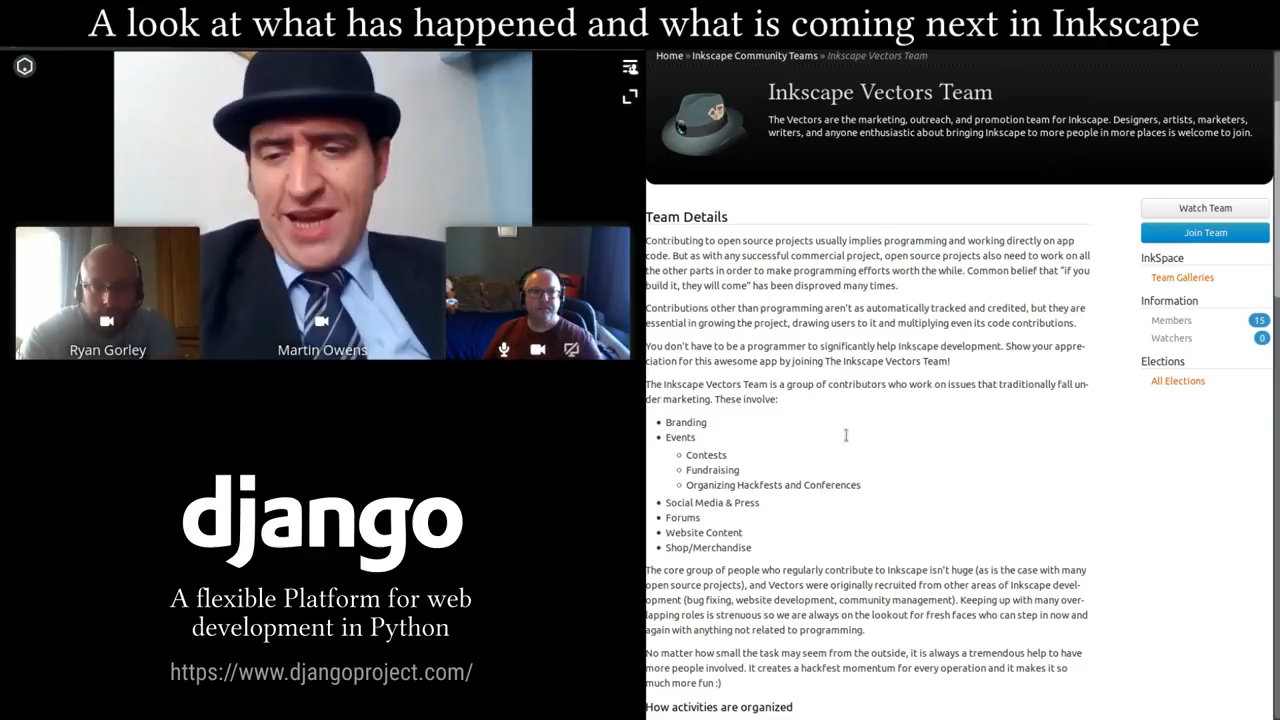 A look at what has happened and what is coming next in Inkscape
Ryan Gorley
Martin Owens
django
A flexible Platform for web
development in Python
https://www.djangoproject.com/
Home » Inkscape Community Teams » Inkscape Vectors Team
Inkscape Vectors Team
The Vectors are the marketing, outreach, and promotion team for Inkscape. Designers, artists, marketers,
writers, and anyone enthusiastic about bringing Inkscape to more people in more places is welcome to join.
Team Details
Contributing to open source projects usually implies programming and working directly on app
code. But as with any successful commercial project, open source projects also need to work on all
the other parts in order to make programming efforts worth the while. Common belief that “if you
build it, they will come” has been disproved many times.
Contributions other than programming aren't as automatically tracked and credited, but they are
essential in growing the project, drawing users to it and multiplying even its code contributions.
You don't have to be a programmer to significantly help Inkscape development. Show your appre-
ciation for this awesome app by joining The Inkscape Vectors Team!
The Inkscape Vectors Team is a group of contributors who work on issues that traditionally fall un-
der marketing. These involve:
• Branding
• Events
◦ Contests
◦ Fundraising
◦ Organizing Hackfests and Conferences
• Social Media & Press
• Forums
• Website Content
• Shop/Merchandise
The core group of people who regularly contribute to Inkscape isn't huge (as is the case with many
open source projects), and Vectors were originally recruited from other areas of Inkscape devel-
opment (bug fixing, website development, community management). Keeping up with many over-
lapping roles is strenuous so we are always on the lookout for fresh faces who can step in now and
again with anything not related to programming.
No matter how small the task may seem from the outside, it is always a tremendous help to have
more people involved. It creates a hackfest momentum for every operation and it makes it so
much more fun :)
How activities are organized
Watch Team
Join Team
InkSpace
Team Galleries
Information
Members 15
Watchers 0
Elections
All Elections